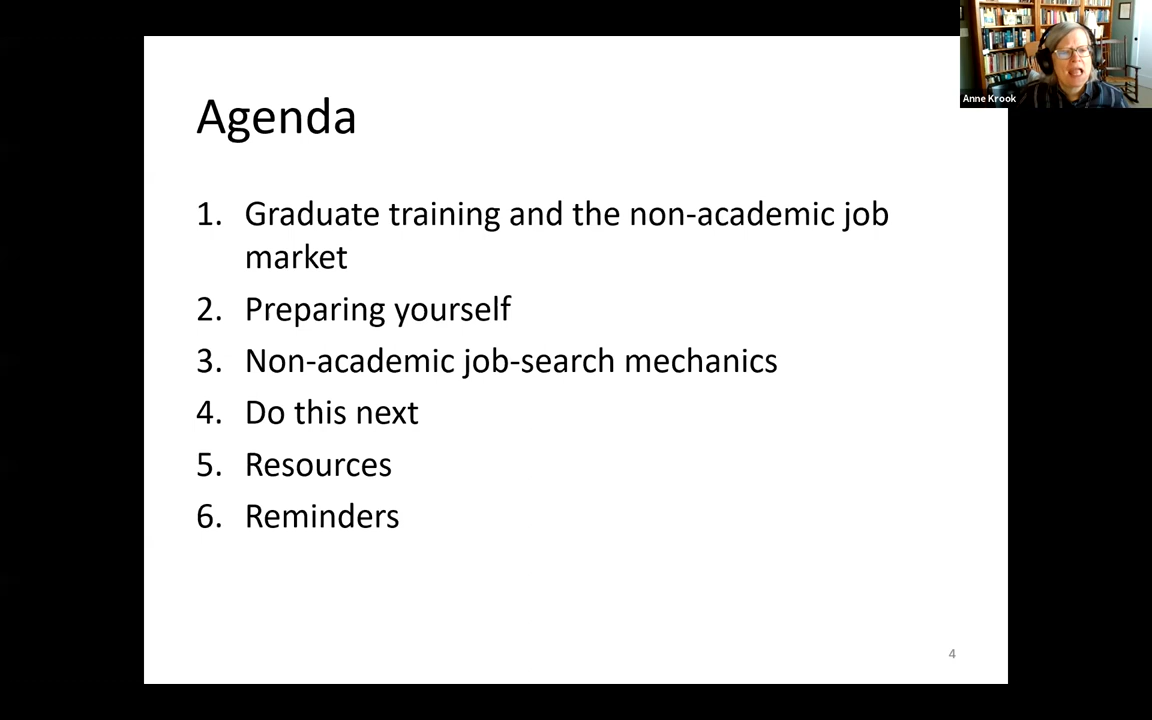 Anne Krook
Agenda
1. Graduate training and the non-academic job
market
2. Preparing yourself
3. Non-academic job-search mechanics
4. Do this next
5. Resources
6. Reminders
4